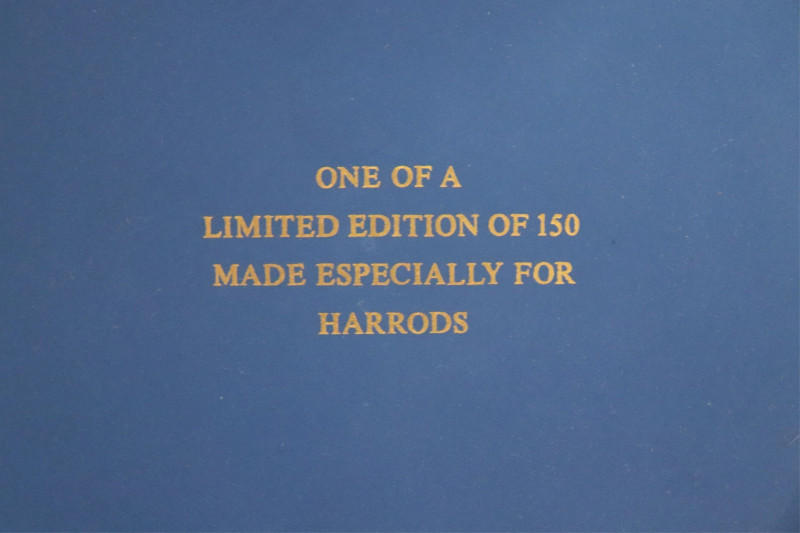 ONE OF A
LIMITED EDITION OF 150
MADE ESPECIALLY FOR
HARRODS